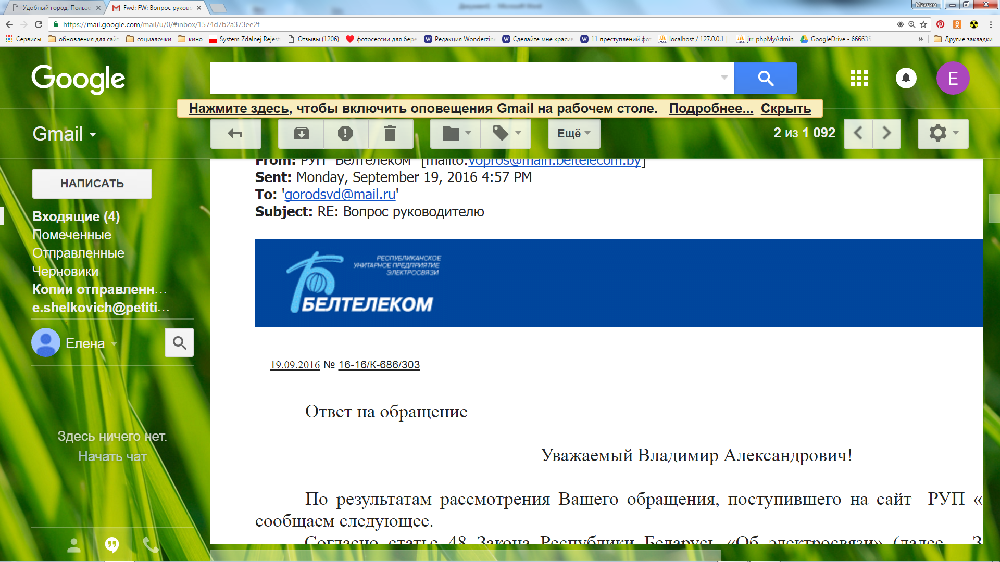 Удобный город. Пользо
Fwd: FW: Вопрос руково
Максим
https://mail.google.com/mail/u/0/#inbox/1574d7b2a373ee2f
Сервисы
обновления для сайт
социалочки
кино
System Zdalnej Rejest
Отзывы (1206)
фотосессии для бере
Редакция Wonderzin
Сделайте мне красив
11 преступлений фот
localhost / 127.0.0.1 |
jrr_phpMyAdmin
GoogleDrive - 666635
»
Другие закладки
Google
E
Нажмите здесь, чтобы включить оповещения Gmail на рабочем столе. Подробнее... Скрыть
Gmail
Ещё
2 из 1 092
НАПИСАТЬ
Входящие (4)
Помеченные
Отправленные
Черновики
Копии отправленн...
e.shelkovich@petiti...
Елена
Здесь ничего нет.
Начать чат
From: РУП "Белтелеком" [mailto:vopros@main.beltelecom.by]
Sent: Monday, September 19, 2016 4:57 PM
To: 'gorodsvd@mail.ru'
Subject: RE: Вопрос руководителю
РЕСПУБЛИКАНСКОЕ
УНИТАРНОЕ ПРЕДПРИЯТИЕ
ЭЛЕКТРОСВЯЗИ
БЕЛТЕЛЕКОМ
19.09.2016 № 16-16/К-686/303
Ответ на обращение
Уважаемый Владимир Александрович!
По результатам рассмотрения Вашего обращения, поступившего на сайт РУП «
сообщаем следующее.
Согласно статье 48 Закона Республики Беларусь «Об электросвязи» (далее – З